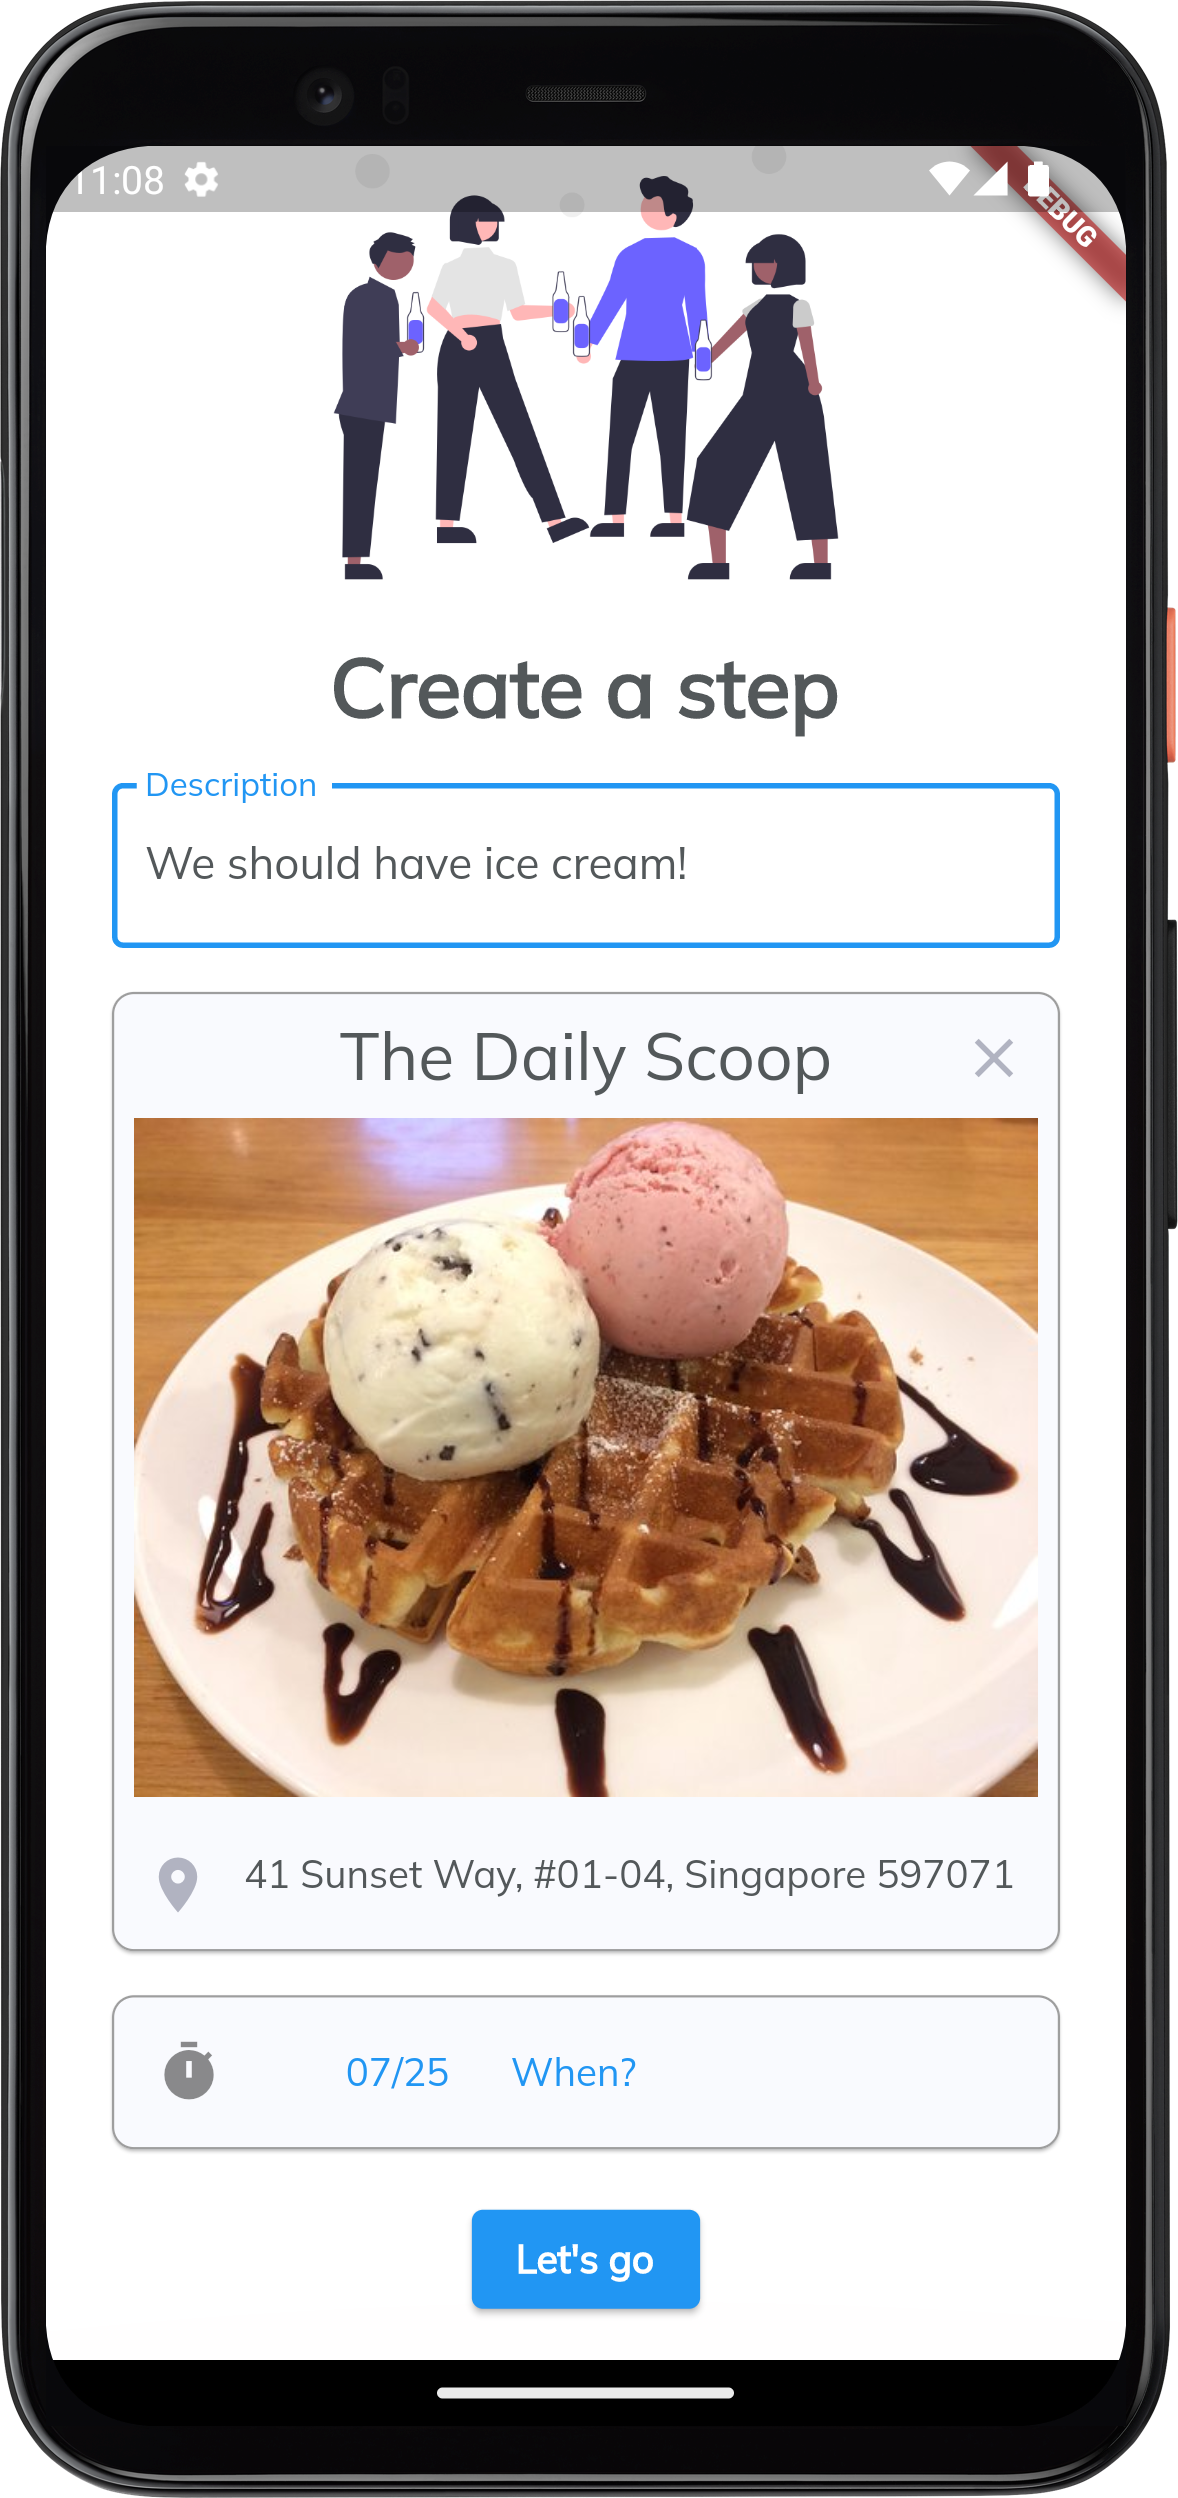 11:08
DEBUG
Create a step
Description
We should have ice cream!
The Daily Scoop
41 Sunset Way, #01-04, Singapore 597071
07/25 When?
Let's go